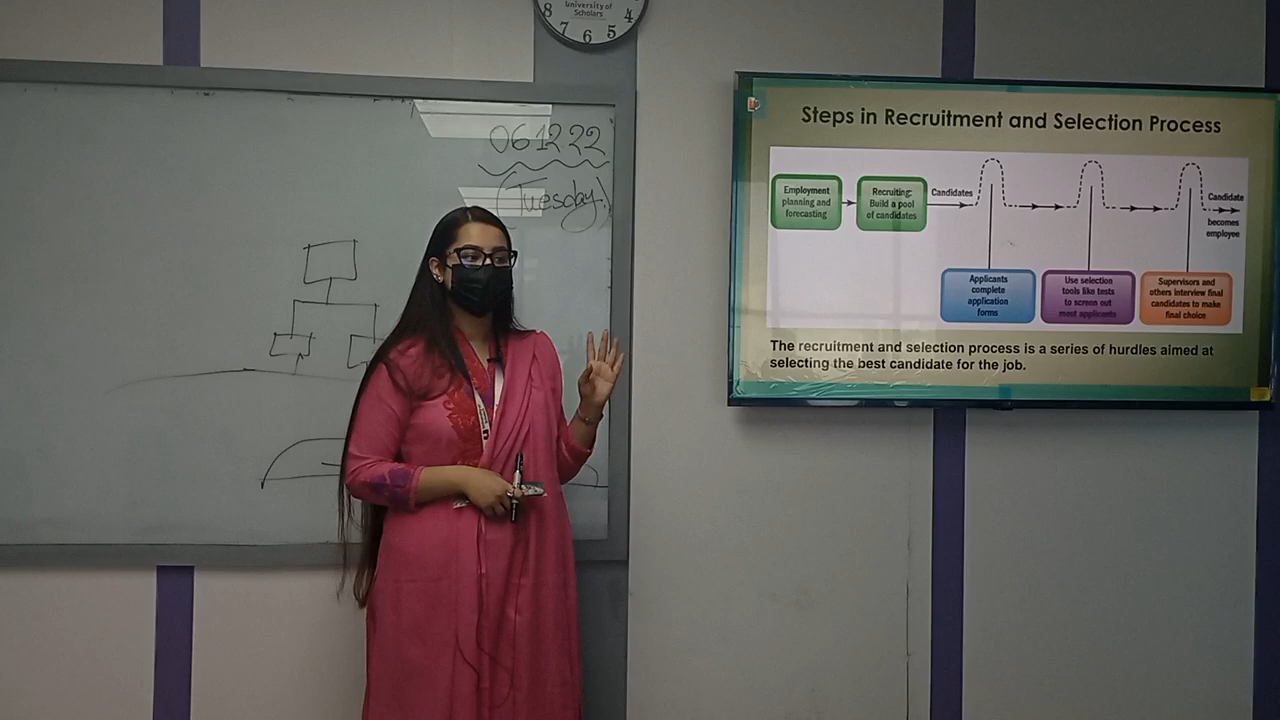 University of
Scholars
8
7
6
5
4
061222
(Tuesday)
Steps in Recruitment and Selection Process
Employment
planning and
forecasting
Recruiting:
Build a pool
of candidates
Candidates
Candidate
becomes
employee
Applicants
complete
application
forms
Use selection
tools like tests
to screen out
most applicants
Supervisors and
others interview final
candidates to make
final choice
The recruitment and selection process is a series of hurdles aimed at
selecting the best candidate for the job.